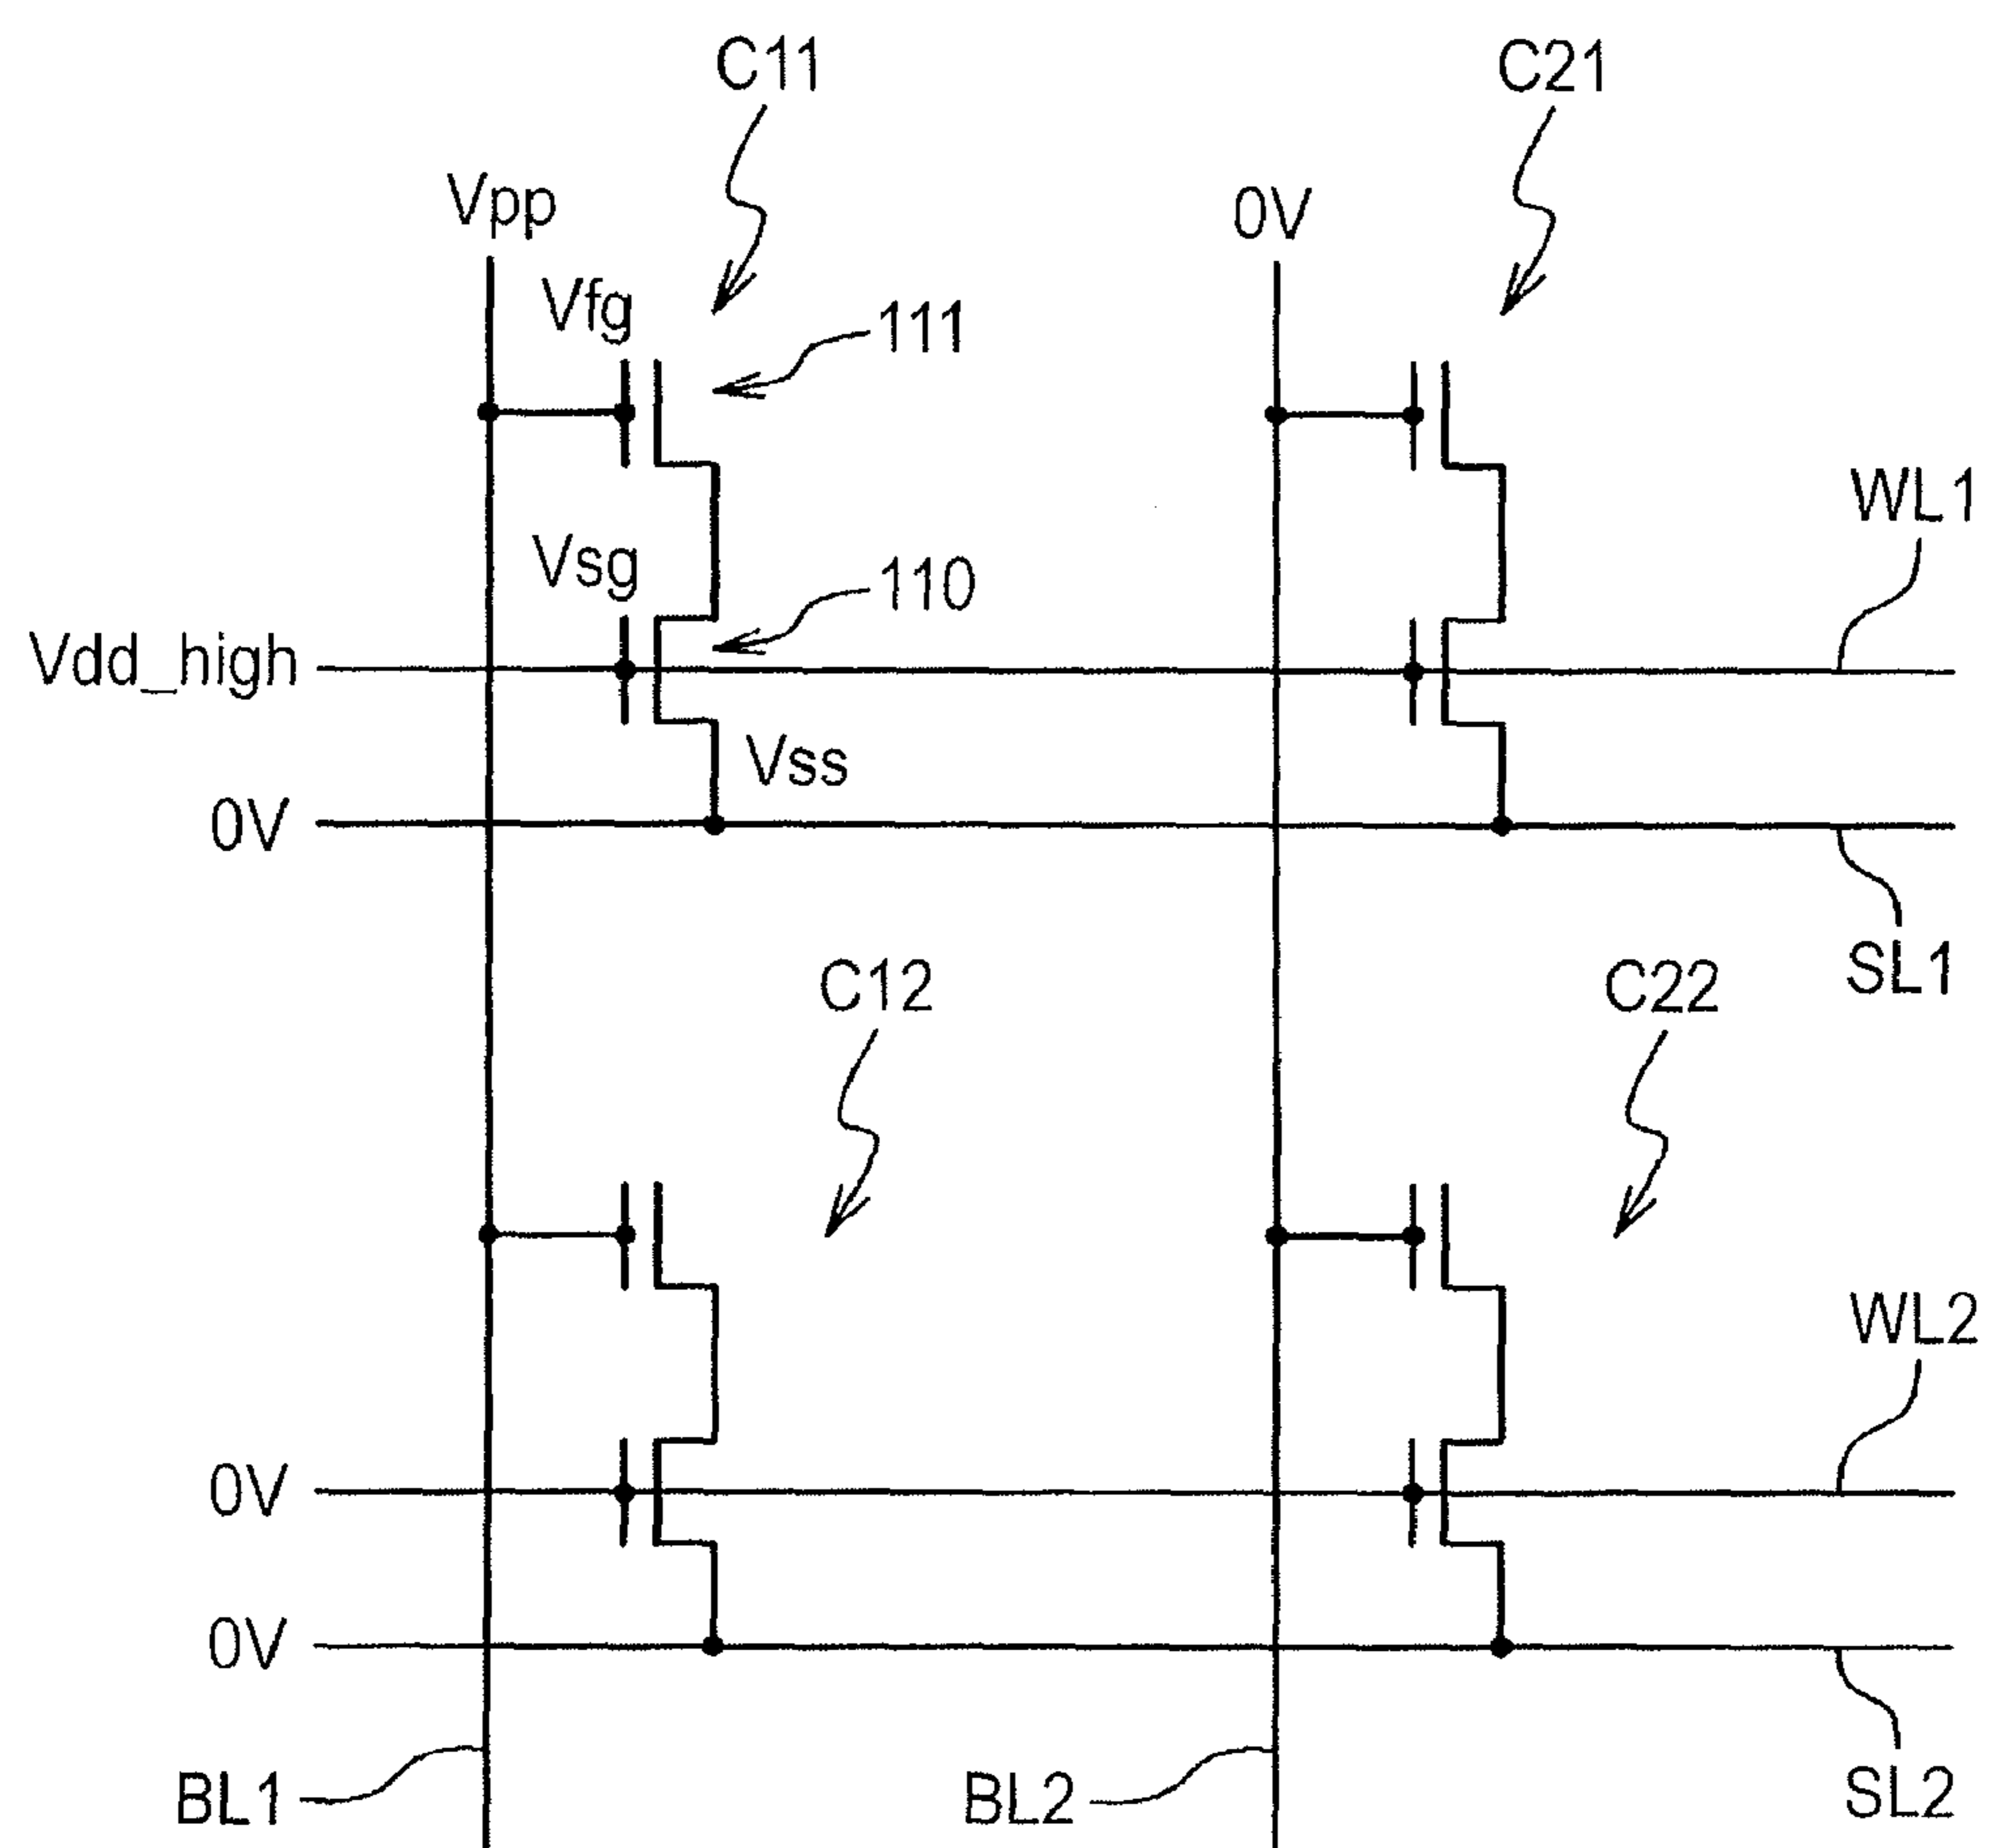 C11
C21
Vpp
0V
Vfg
111
WL1
Vsg
110
Vdd_high
Vss
0V
SL1
C12
C22
WL2
0V
0V
BL1
BL2
SL2